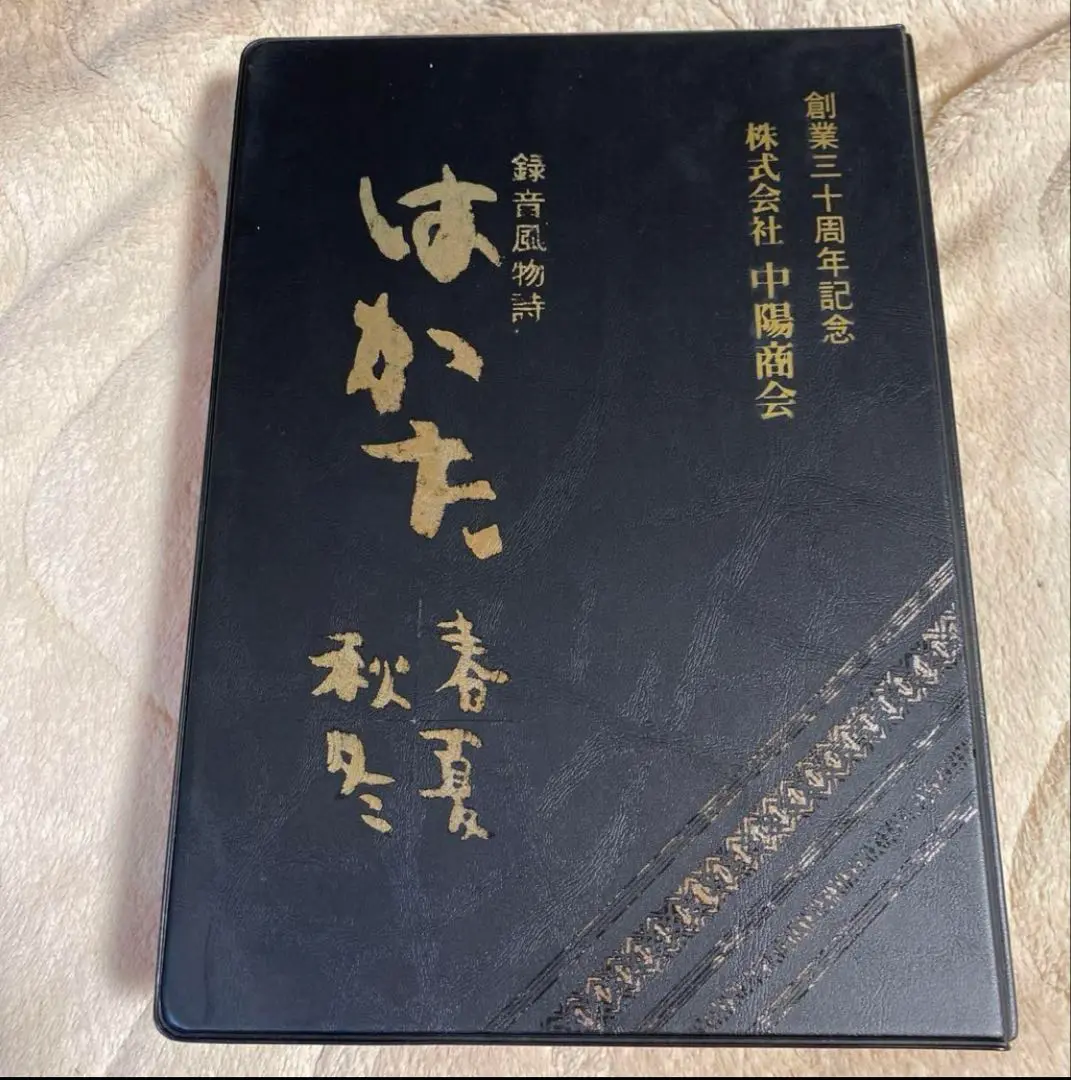 創業三十周年記念
株式会社 中陽商会
録音風物詩
はかた
春夏
秋冬